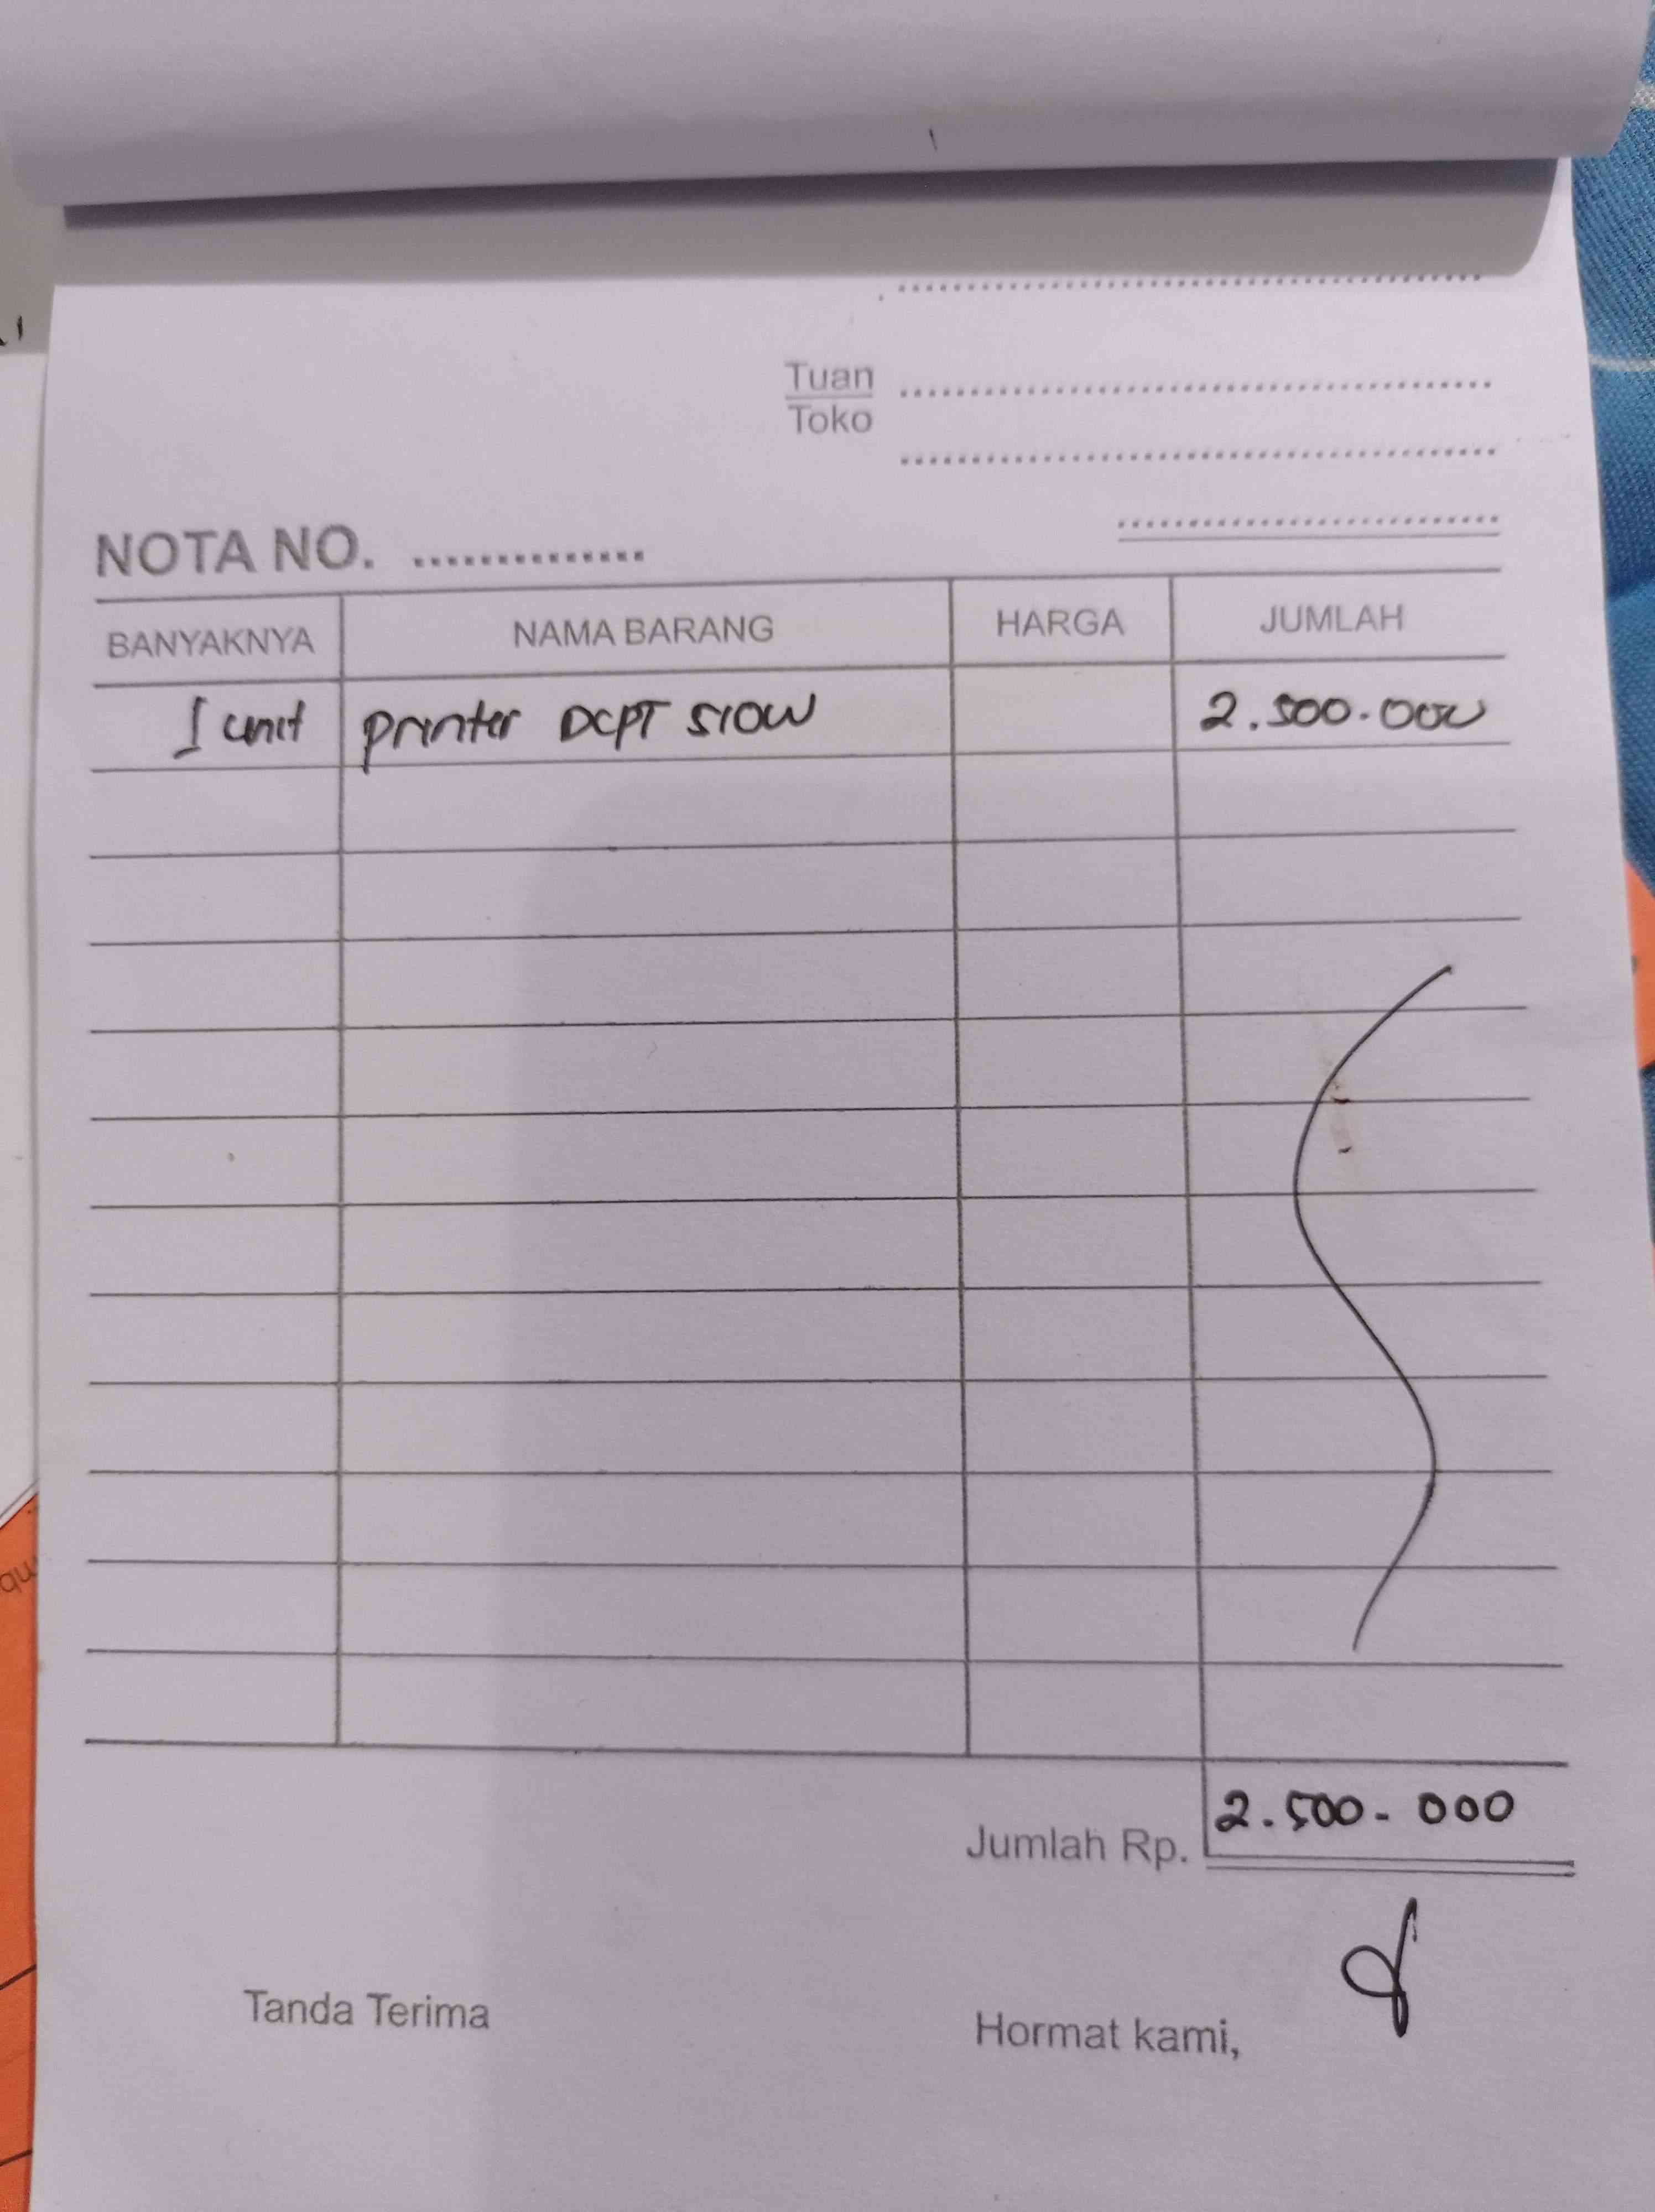 Tuan
Toko
NOTA NO. ..............
BANYAKNYA NAMA BARANG HARGA JUMLAH
1 unit printer DCPT 510W 2.500.000
Jumlah Rp. 2.500.000
Tanda Terima Hormat kami,